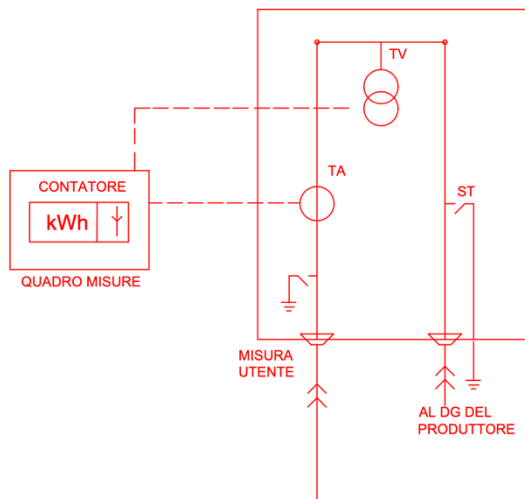 TV
TA
ST
CONTATORE
kWh
QUADRO MISURE
MISURA
UTENTE
AL DG DEL
PRODUTTORE